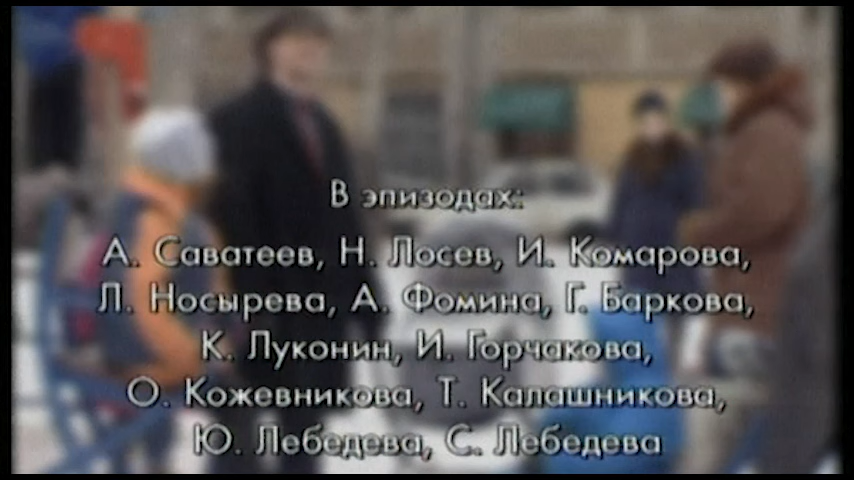 В эпизодах:
А. Саватеев, Н. Лосев, И. Комарова,
Л. Носырева, А. Фомина, Г. Баркова,
К. Луконин, И. Горчакова,
О. Кожевникова, Т. Калашникова,
Ю. Лебедева, С. Лебедева